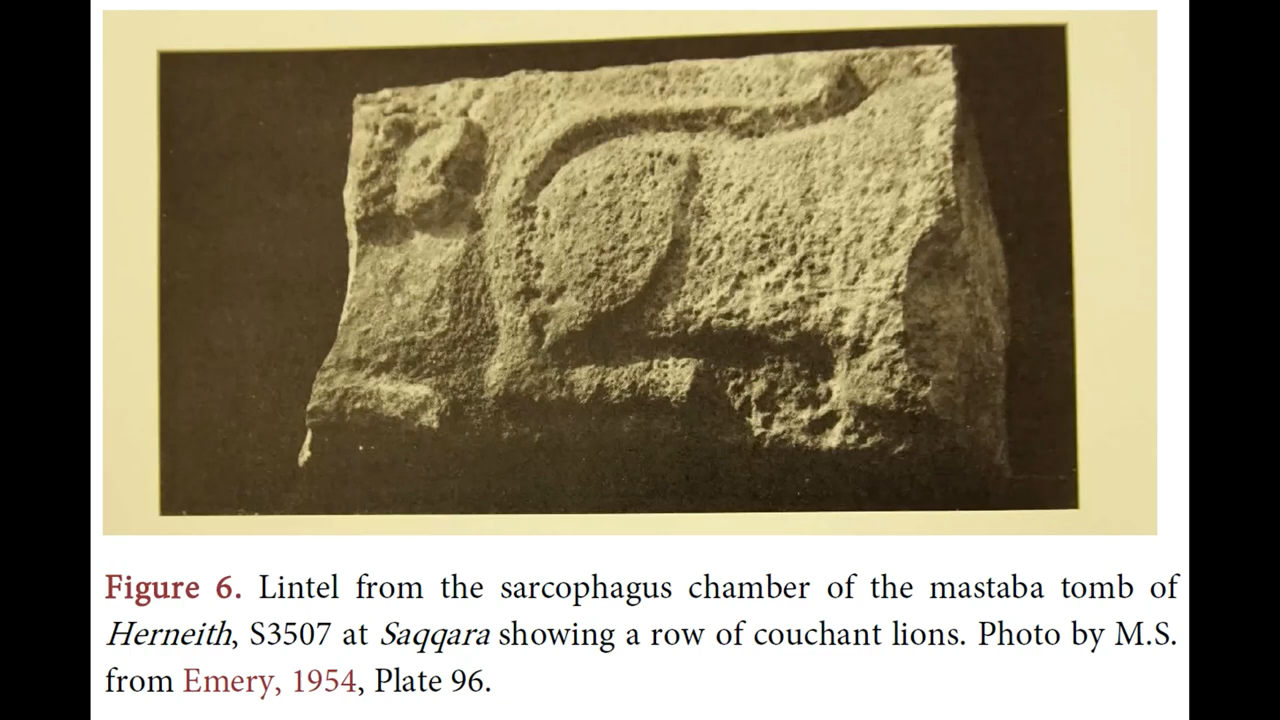 Figure 6. Lintel from the sarcophagus chamber of the mastaba tomb of
Herneith, S3507 at Saqqara showing a row of couchant lions. Photo by M.S.
from Emery, 1954, Plate 96.